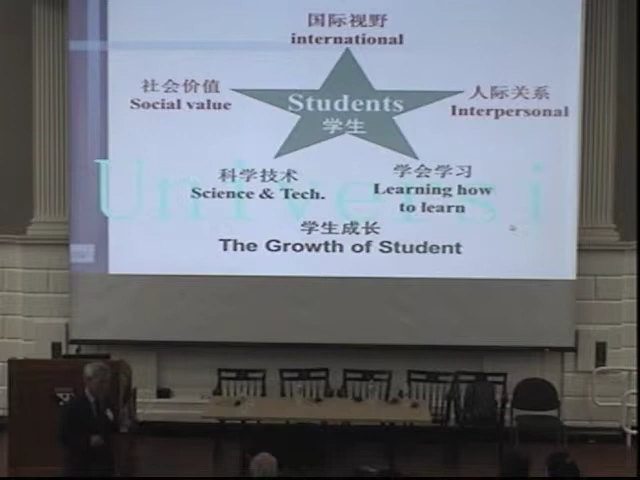 国际视野
international
社会价值
Social value
Students
学生
人际关系
Interpersonal
科学技术
Science & Tech.
学会学习
Learning how
to learn
Universi
学生成长
The Growth of Student